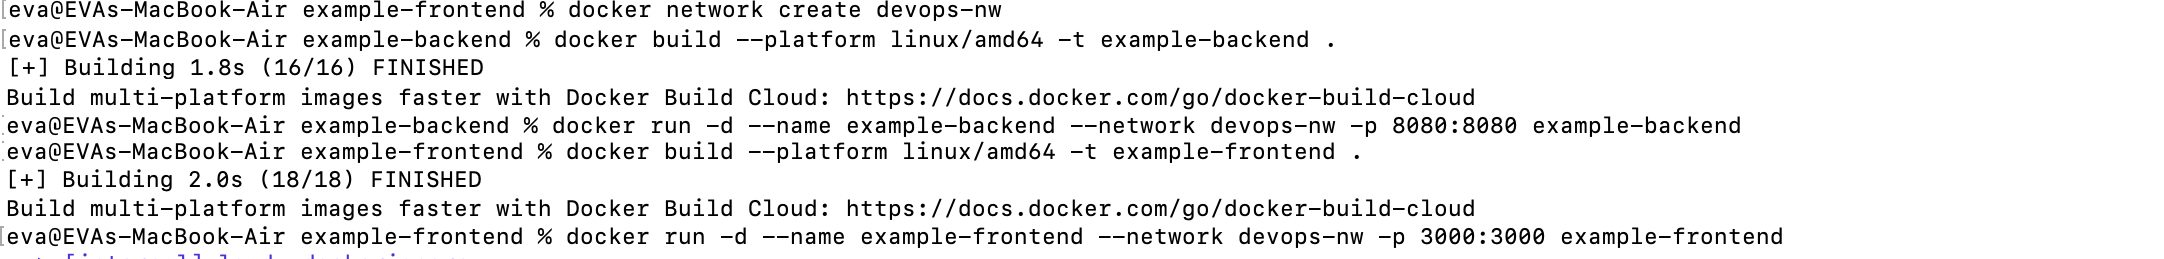 [eva@EVAs-MacBook-Air example-frontend % docker network create devops-nw
[eva@EVAs-MacBook-Air example-backend % docker build --platform linux/amd64 -t example-backend .
[+] Building 1.8s (16/16) FINISHED
Build multi-platform images faster with Docker Build Cloud: https://docs.docker.com/go/docker-build-cloud
eva@EVAs-MacBook-Air example-backend % docker run -d --name example-backend --network devops-nw -p 8080:8080 example-backend
eva@EVAs-MacBook-Air example-frontend % docker build --platform linux/amd64 -t example-frontend .
[+] Building 2.0s (18/18) FINISHED
Build multi-platform images faster with Docker Build Cloud: https://docs.docker.com/go/docker-build-cloud
[eva@EVAs-MacBook-Air example-frontend % docker run -d --name example-frontend --network devops-nw -p 3000:3000 example-frontend